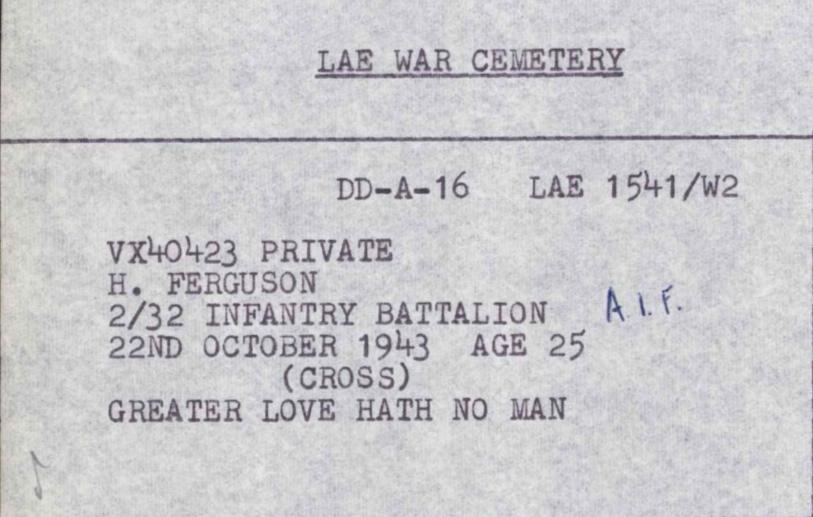 LAE WAR CEMETERY
DD-A-16 LAE 1541/W2
VX40423 PRIVATE
H. FERGUSON
2/32 INFANTRY BATTALION A.I.F.
22ND OCTOBER 1943 AGE 25
(CROSS)
GREATER LOVE HATH NO MAN